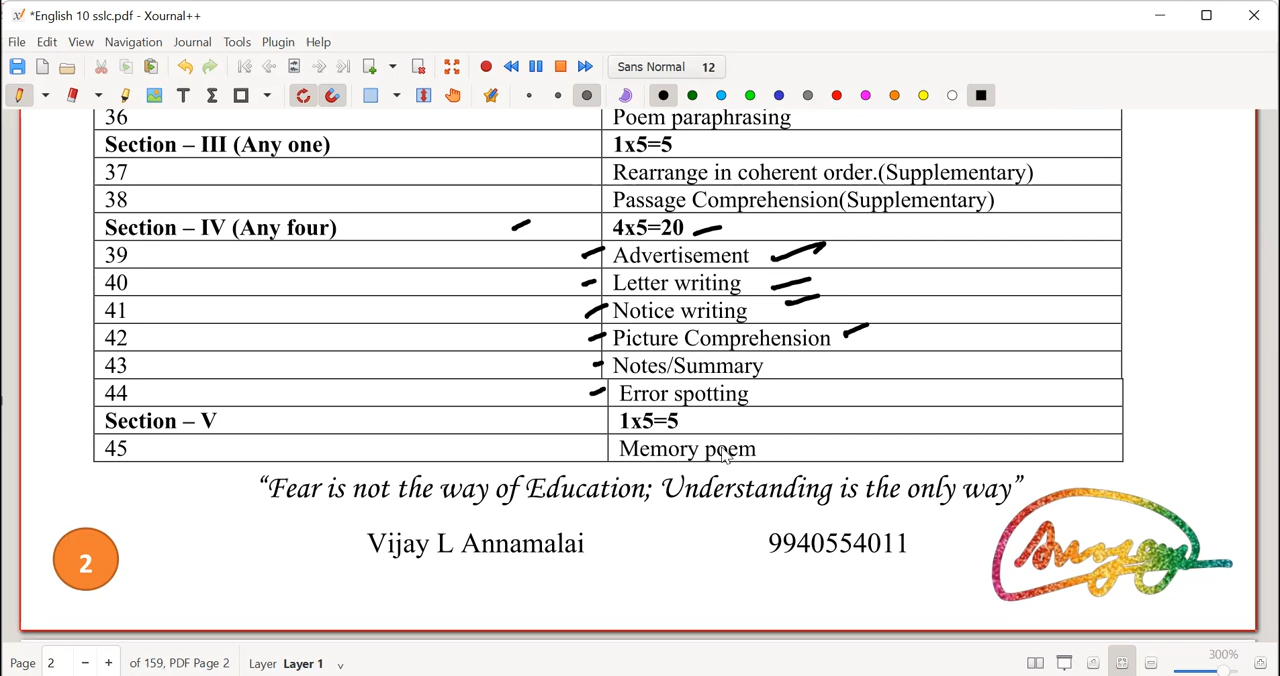 *English 10 sslc.pdf - Xournal++
File Edit View Navigation Journal Tools Plugin Help
Sans Normal 12
36 Poem paraphrasing
Section – III (Any one) 1x5=5
37 Rearrange in coherent order.(Supplementary)
38 Passage Comprehension(Supplementary)
Section – IV (Any four) 4x5=20
39 Advertisement
40 Letter writing
41 Notice writing
42 Picture Comprehension
43 Notes/Summary
44 Error spotting
Section – V 1x5=5
45 Memory poem
“Fear is not the way of Education; Understanding is the only way”
2 Vijay L Annamalai 9940554011
Page 2 - + of 159, PDF Page 2 Layer Layer 1 300%